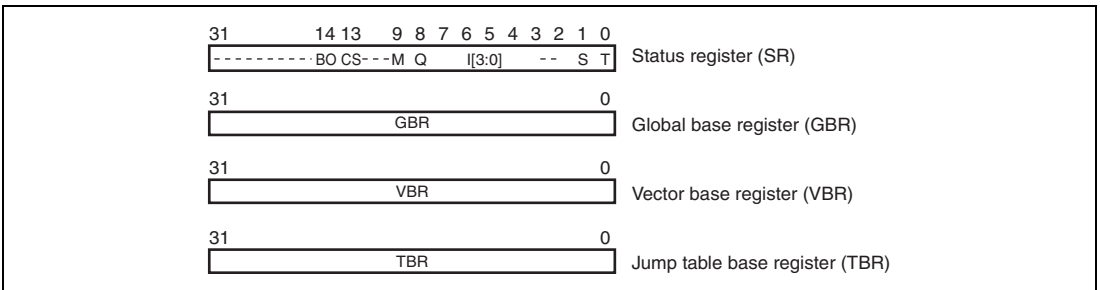 31 14 13 9 8 7 6 5 4 3 2 1 0
----------BO CS---M Q I[3:0] -- S T Status register (SR)
31 0
GBR Global base register (GBR)
31 0
VBR Vector base register (VBR)
31 0
TBR Jump table base register (TBR)